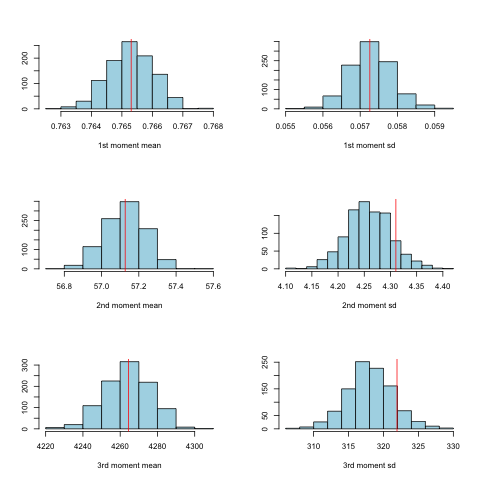 0 100 200
0.763 0.764 0.765 0.766 0.767 0.768
1st moment mean
0 100 250
0.055 0.056 0.057 0.058 0.059
1st moment sd
0 100 250
56.8 57.0 57.2 57.4 57.6
2nd moment mean
0 50 100
4.10 4.15 4.20 4.25 4.30 4.35 4.40
2nd moment sd
0 100 200 300
4220 4240 4260 4280 4300
3rd moment mean
0 50 150 250
310 315 320 325 330
3rd moment sd